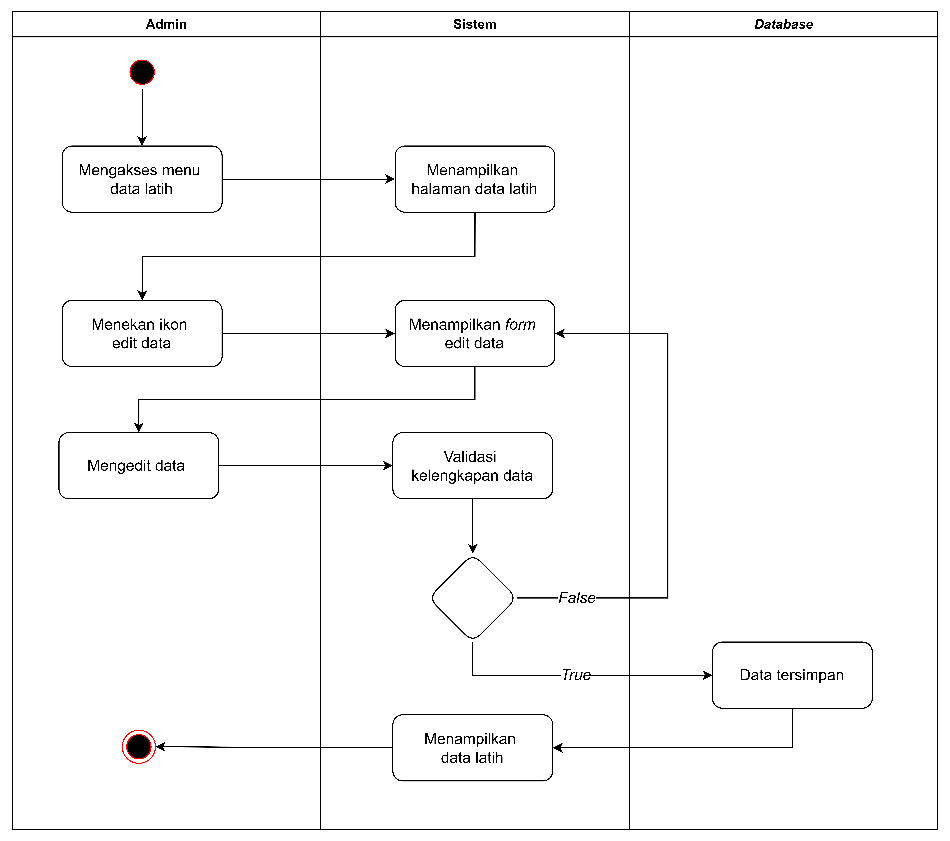 Admin
Sistem
Database
Mengakses menu
data latih
Menampilkan
halaman data latih
Menekan ikon
edit data
Menampilkan form
edit data
Mengedit data
Validasi
kelengkapan data
False
True
Data tersimpan
Menampilkan
data latih